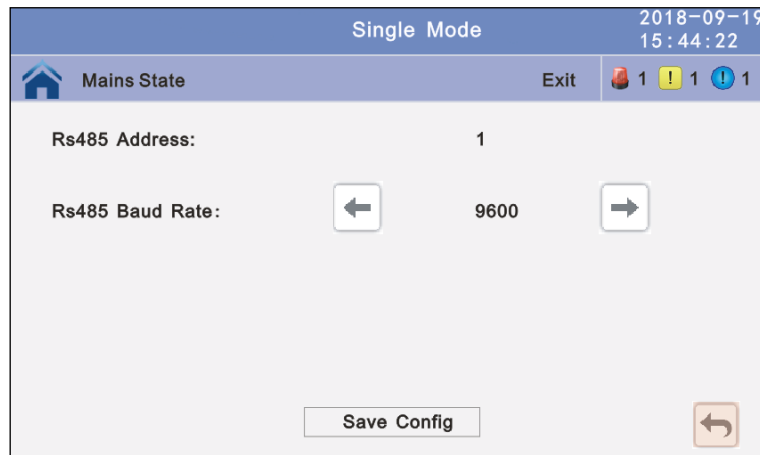 Single Mode
2018-09-19
15:44:22
Mains State Exit 1 ! 1 ! 1
Rs485 Address: 1
Rs485 Baud Rate: 9600
Save Config